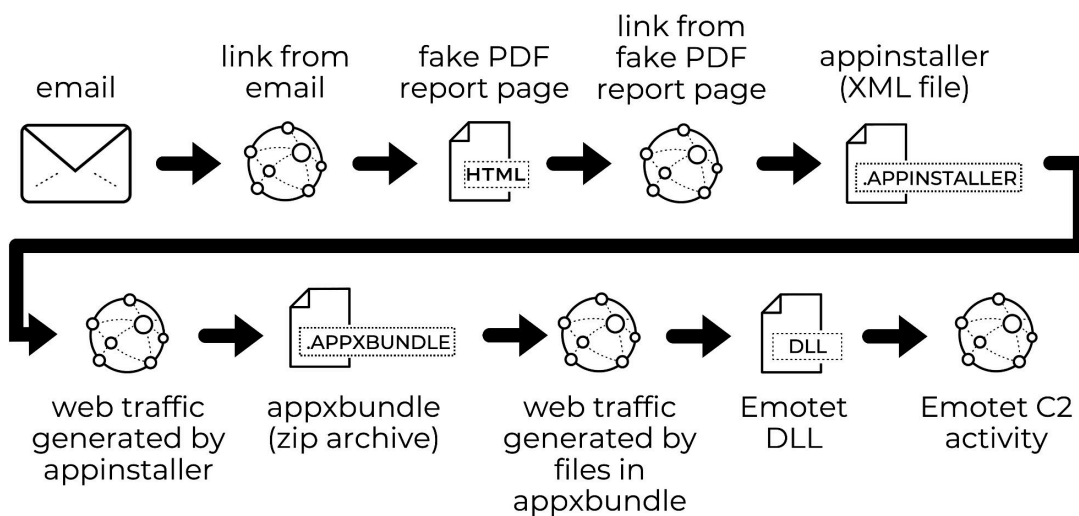 email
link from
email
fake PDF
report page
link from
fake PDF
report page
appinstaller
(XML file)
HTML
.APPINSTALLER
.APPXBUNDLE
DLL
web traffic
generated by
appinstaller
appxbundle
(zip archive)
web traffic
generated by
files in
appxbundle
Emotet
DLL
Emotet C2
activity